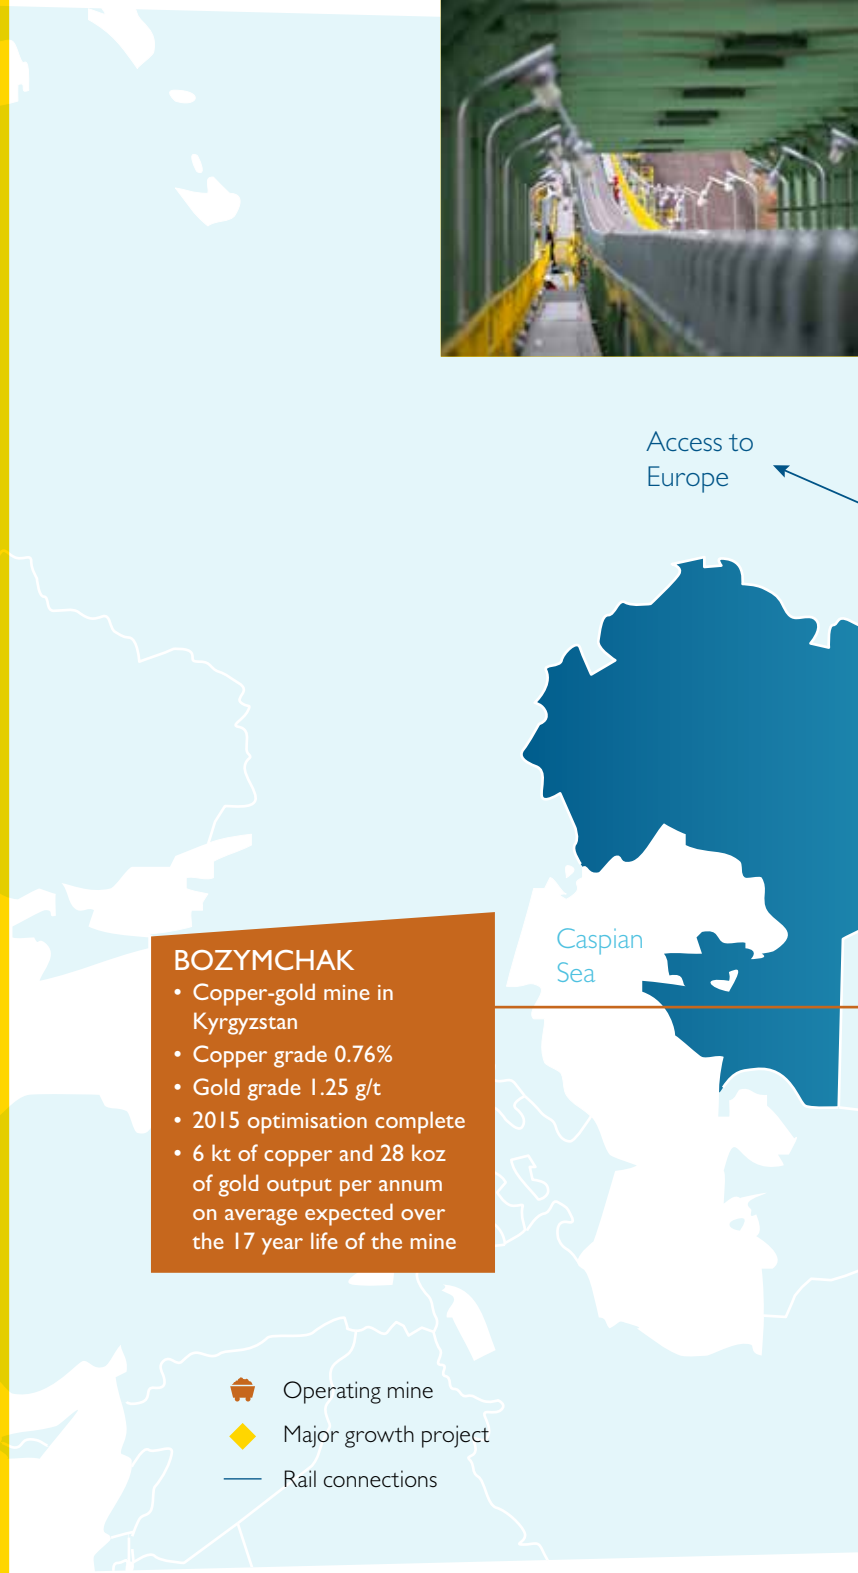 Access to
Europe
Caspian
Sea
BOZYMCHAK
• Copper-gold mine in
Kyrgyzstan
• Copper grade 0.76%
• Gold grade 1.25 g/t
• 2015 optimisation complete
• 6 kt of copper and 28 koz
of gold output per annum
on average expected over
the 17 year life of the mine
Operating mine
Major growth project
Rail connections